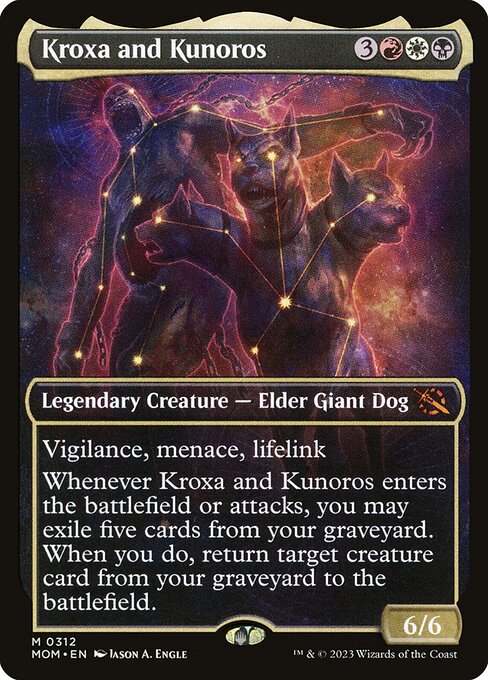 Kroxa and Kunoros 3
Legendary Creature — Elder Giant Dog
Vigilance, menace, lifelink
Whenever Kroxa and Kunoros enters
the battlefield or attacks, you may
exile five cards from your graveyard.
When you do, return target creature
card from your graveyard to the
battlefield.
6/6
M 0312
MOM • EN Jason A. Engle
™ & © 2023 Wizards of the Coast